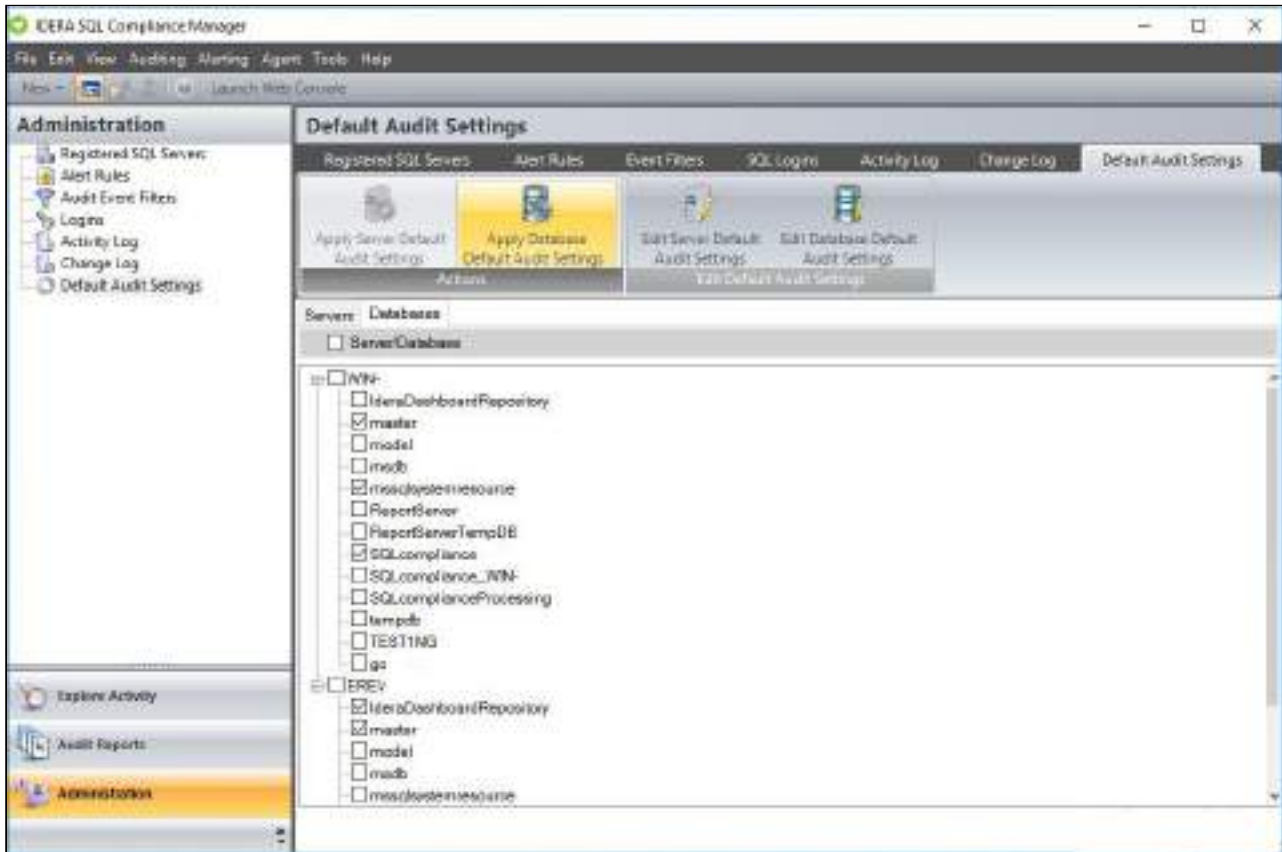 IDERA SQL Compliance Manager
File Edit View Auditing Alerting Agent Tools Help
New Launch Web Console
Administration
Registered SQL Servers
Alert Rules
Audit Event Filters
Logins
Activity Log
Change Log
Default Audit Settings
Explore Activity
Audit Reports
Administration
Default Audit Settings
Registered SQL Servers Alert Rules Event Filters SQL Logins Activity Log Change Log Default Audit Settings
Apply Server Default Audit Settings
Apply Database Default Audit Settings
Edit Server Default Audit Settings
Edit Database Default Audit Settings
Actions
Edit Default Audit Settings
Servers Databases
Server/Database
WIN-
IderaDashboardRepository
master
model
msdb
mssqlsystemresource
ReportServer
ReportServerTempDB
SQLcompliance
SQLcompliance_WIN-
SQLcomplianceProcessing
tempdb
TEST1NG
IderaDashboardRepository
master
model
msdb
mssqlsystemresource